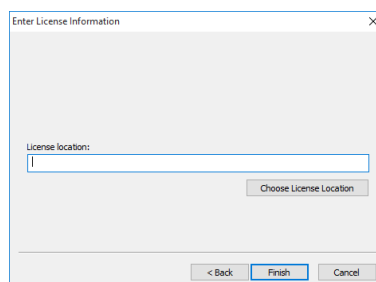 Enter License Information
License location:
Choose License Location
< Back Finish Cancel